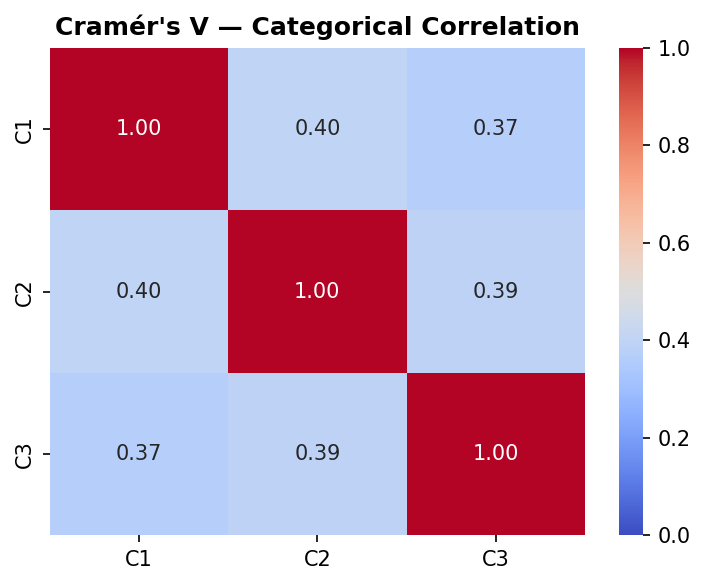 Cramér's V — Categorical Correlation
C1 1.00 0.40 0.37
C2 0.40 1.00 0.39
C3 0.37 0.39 1.00
C1 C2 C3
1.0
0.8
0.6
0.4
0.2
0.0